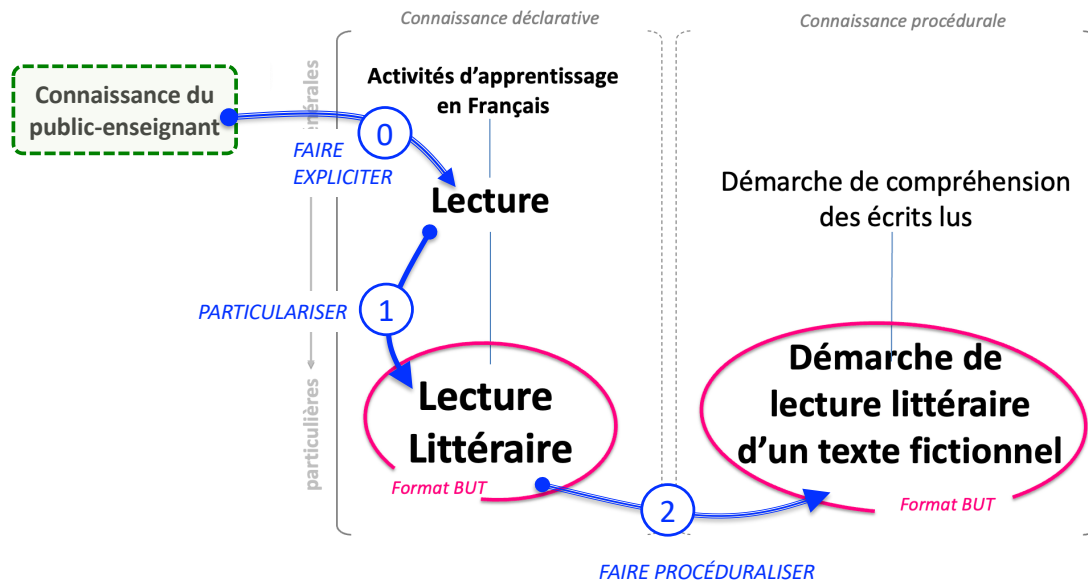 Connaissance déclarative
Connaissance procédurale
Connaissance du
public-enseignant
Activités d'apprentissage
en Français
0
FAIRE
EXPLICITER
Lecture
Démarche de compréhension
des écrits lus
1
PARTICULARISER
particulières
Lecture
Littéraire
Format BUT
Démarche de
lecture littéraire
d'un texte fictionnel
Format BUT
2
FAIRE PROCÉDURALISER